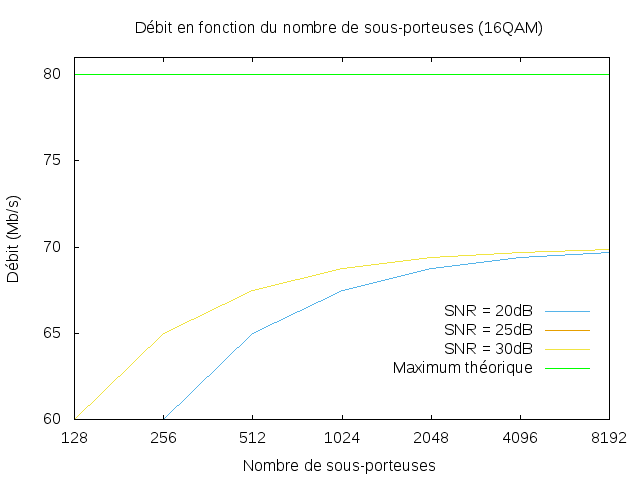 Débit en fonction du nombre de sous-porteuses (16QAM)
80
75
70
65
60
Débit (Mb/s)
SNR = 20dB
SNR = 25dB
SNR = 30dB
Maximum théorique
128 256 512 1024 2048 4096 8192
Nombre de sous-porteuses